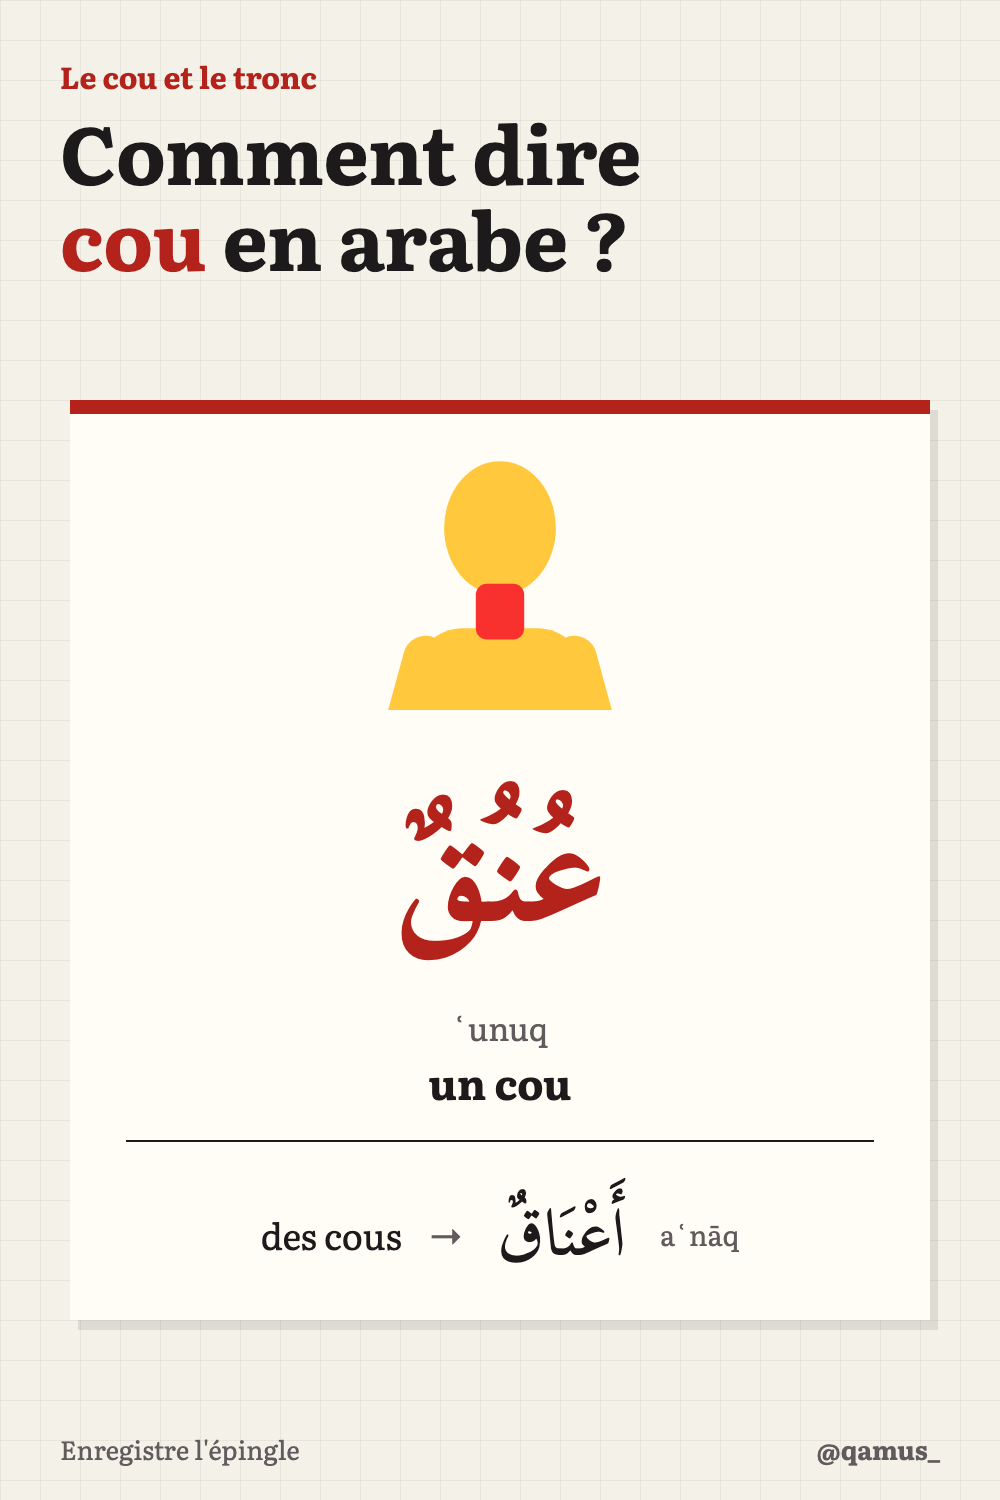 Le cou et le tronc
Comment dire
cou en arabe ?
عُنُقٌ
ʿunuq
un cou
des cous → أَعْنَاقٌ aʿnāq
Enregistre l'épingle
@qamus_